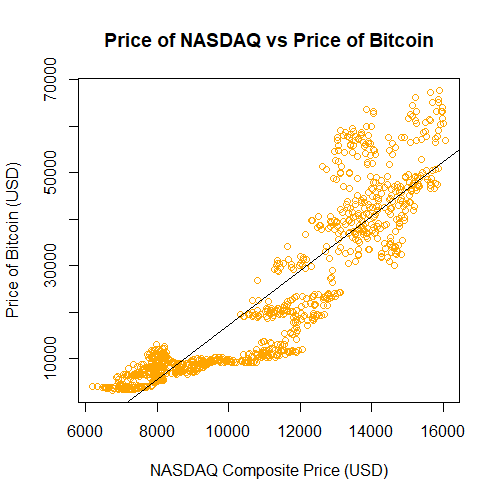 Price of NASDAQ vs Price of Bitcoin
Price of Bitcoin (USD)
70000
50000
30000
10000
6000 8000 10000 12000 14000 16000
NASDAQ Composite Price (USD)